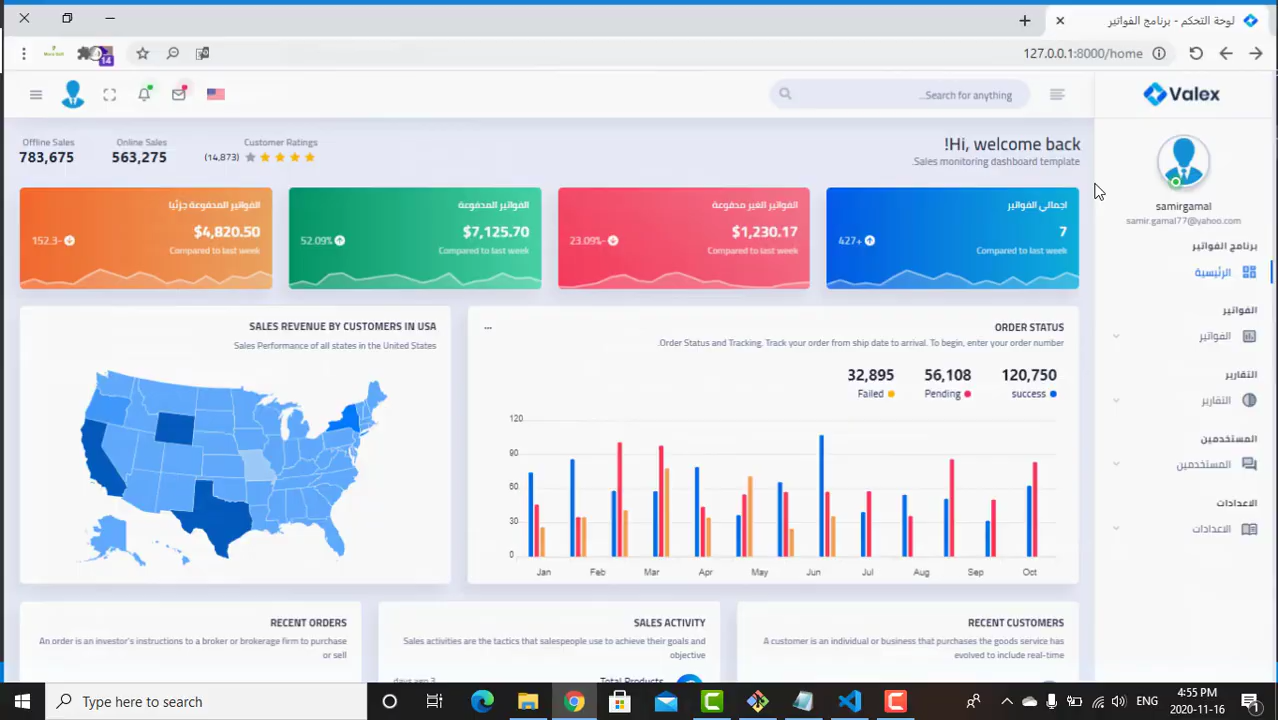 لوحة التحكم - برنامج الفواتير
127.0.0.1:8000/home
14
Valex
Search for anything...
samirgamal
samir.gamal77@yahoo.com
برنامج الفواتير
الرئيسية
الفواتير
الفواتير
التقارير
التقارير
المستخدمين
المستخدمين
الاعدادات
الاعدادات
Hi, welcome back!
Sales monitoring dashboard template.
Customer Ratings
(14,873)
Online Sales
563,275
Offline Sales
783,675
اجمالي الفواتير
7
Compared to last week
427+
الفواتير الغير مدفوعة
$1,230.17
Compared to last week
23.09%-
الفواتير المدفوعة
$7,125.70
Compared to last week
52.09%
الفواتير المدفوعة جزئيا
$4,820.50
Compared to last week
152.3-
ORDER STATUS
...
Order Status and Tracking. Track your order from ship date to arrival. To begin, enter your order number.
120,750
success
56,108
Pending
32,895
Failed
120
90
60
30
0
Jan Feb Mar Apr May Jun Jul Aug Sep Oct
SALES REVENUE BY CUSTOMERS IN USA
Sales Performance of all states in the United States
RECENT CUSTOMERS
A customer is an individual or business that purchases the goods service has
evolved to include real-time
SALES ACTIVITY
Sales activities are the tactics that salespeople use to achieve their goals and
objective
Total Products
days ago 3
RECENT ORDERS
An order is an investor's instructions to a broker or brokerage firm to purchase
or sell
Type here to search
ENG
4:55 PM
2020-11-16
1